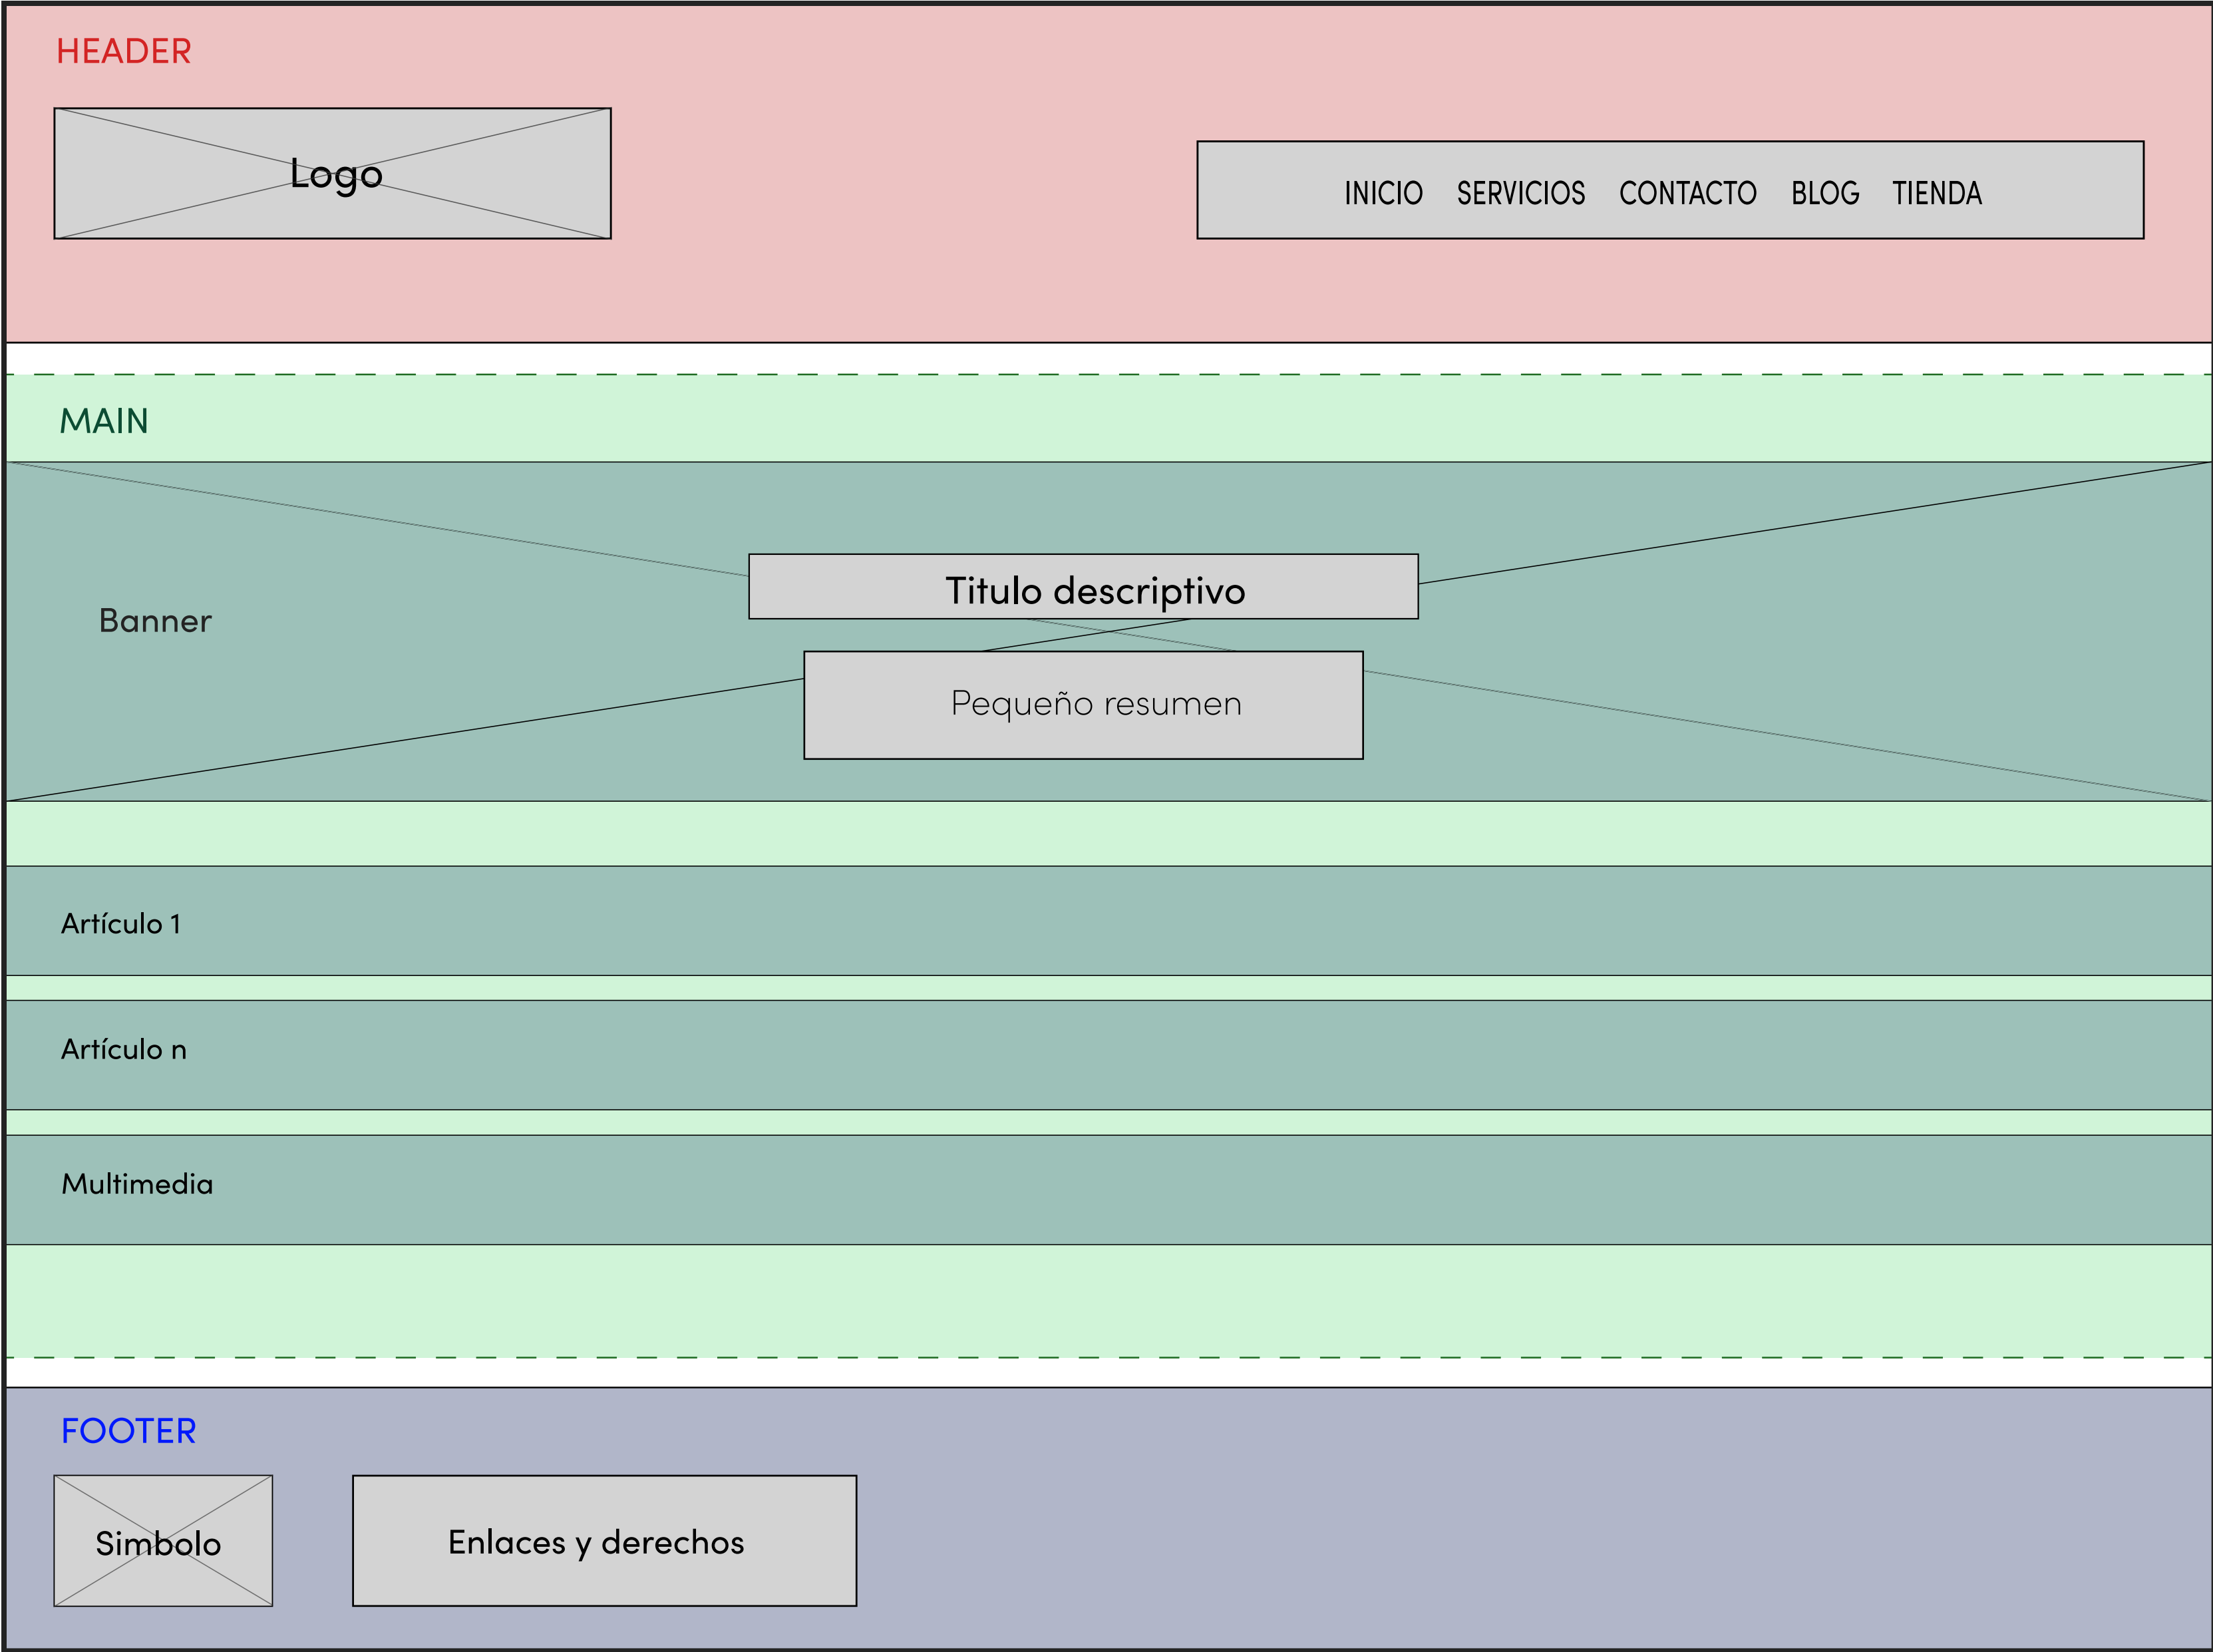 HEADER
Logo
INICIO SERVICIOS CONTACTO BLOG TIENDA
MAIN
Banner
Titulo descriptivo
Pequeño resumen
Artículo 1
Artículo n
Multimedia
FOOTER
Simbolo
Enlaces y derechos